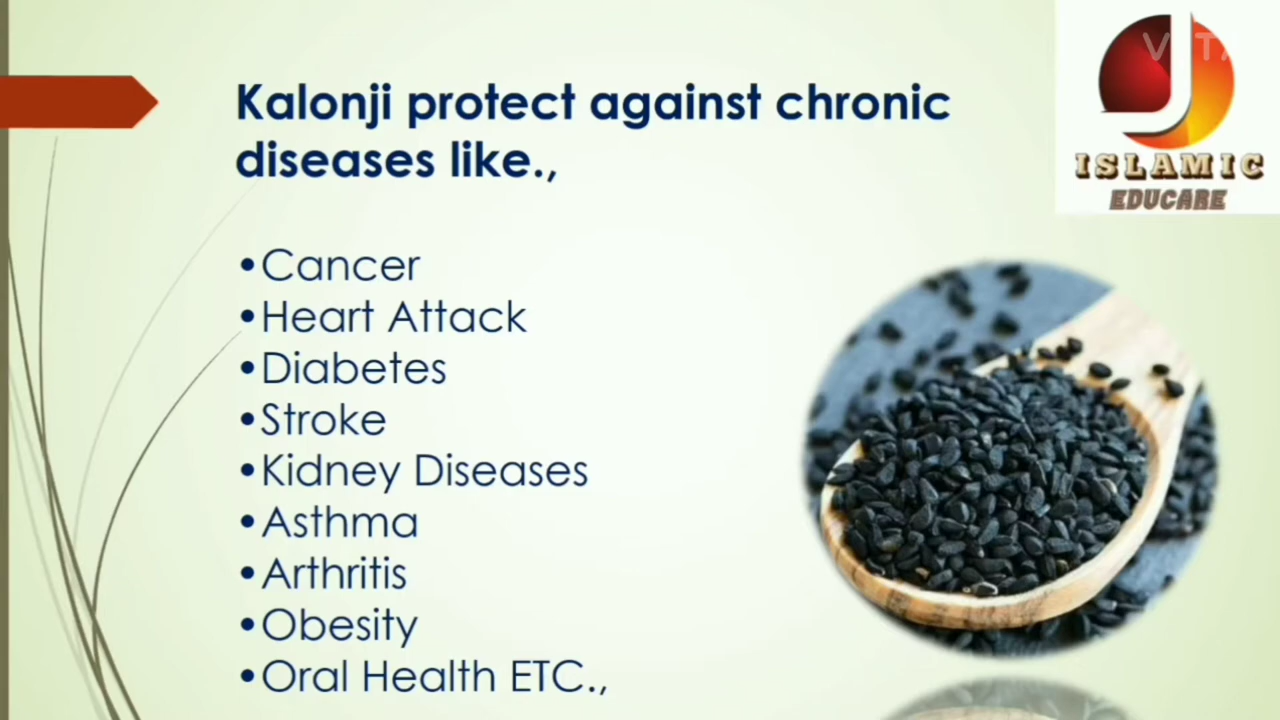 Kalonji protect against chronic
diseases like.,
•Cancer
•Heart Attack
•Diabetes
•Stroke
•Kidney Diseases
•Asthma
•Arthritis
•Obesity
•Oral Health ETC.,
J
ISLAMIC
EDUCARE